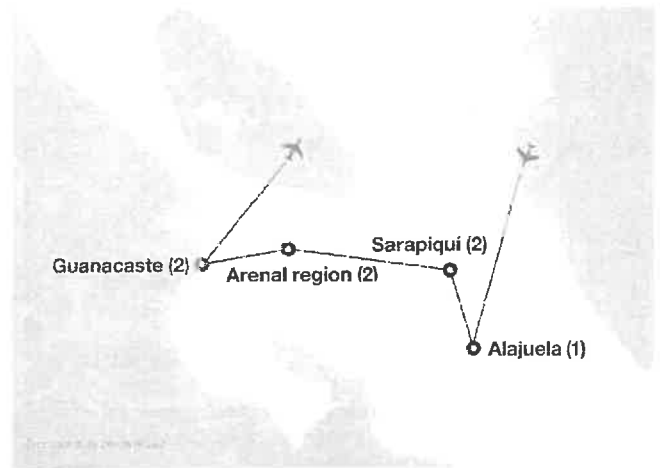 Sarapiquí (2)
Guanacaste (2)
Arenal region (2)
Alajuela (1)